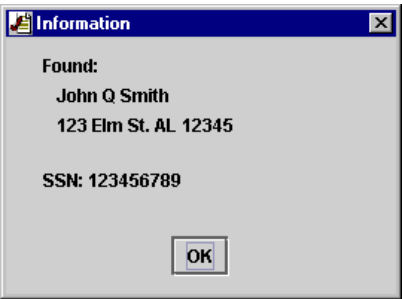 Information
Found:
John Q Smith
123 Elm St. AL 12345
SSN: 123456789
OK